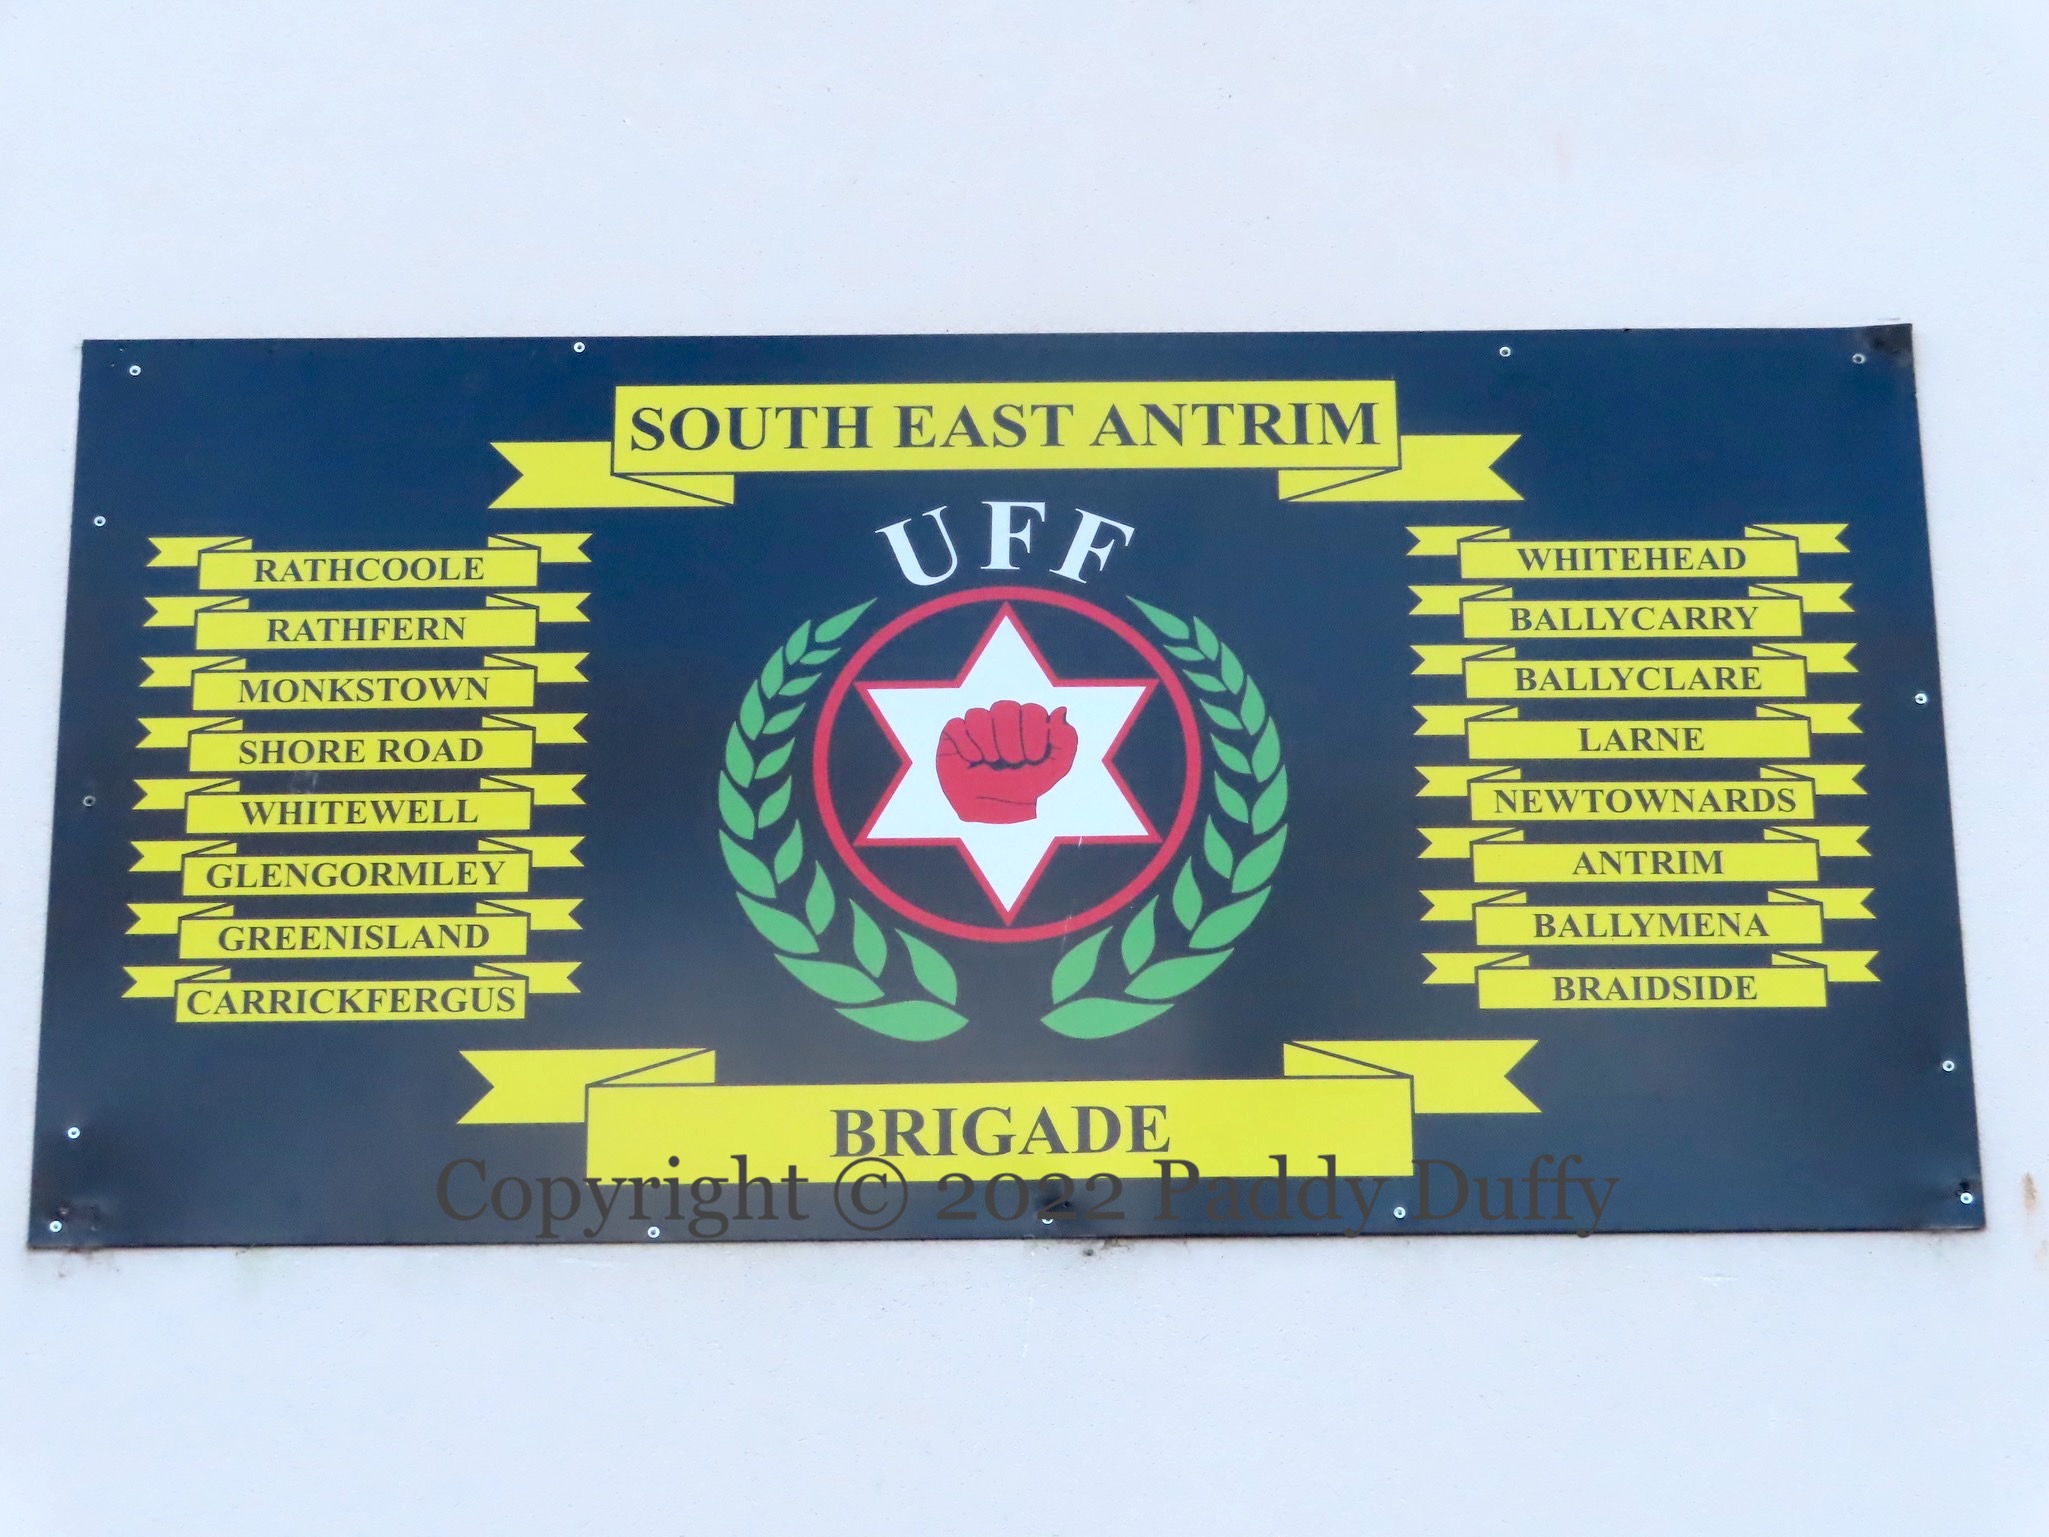 SOUTH EAST ANTRIM
UFF
RATHCOOLE
RATHFERN
MONKSTOWN
SHORE ROAD
WHITEWELL
GLENGORMLEY
GREENISLAND
CARRICKFERGUS
WHITEHEAD
BALLYCARRY
BALLYCLARE
LARNE
NEWTOWNARDS
ANTRIM
BALLYMENA
BRAIDSIDE
BRIGADE
Copyright © 2022 Paddy Duffy